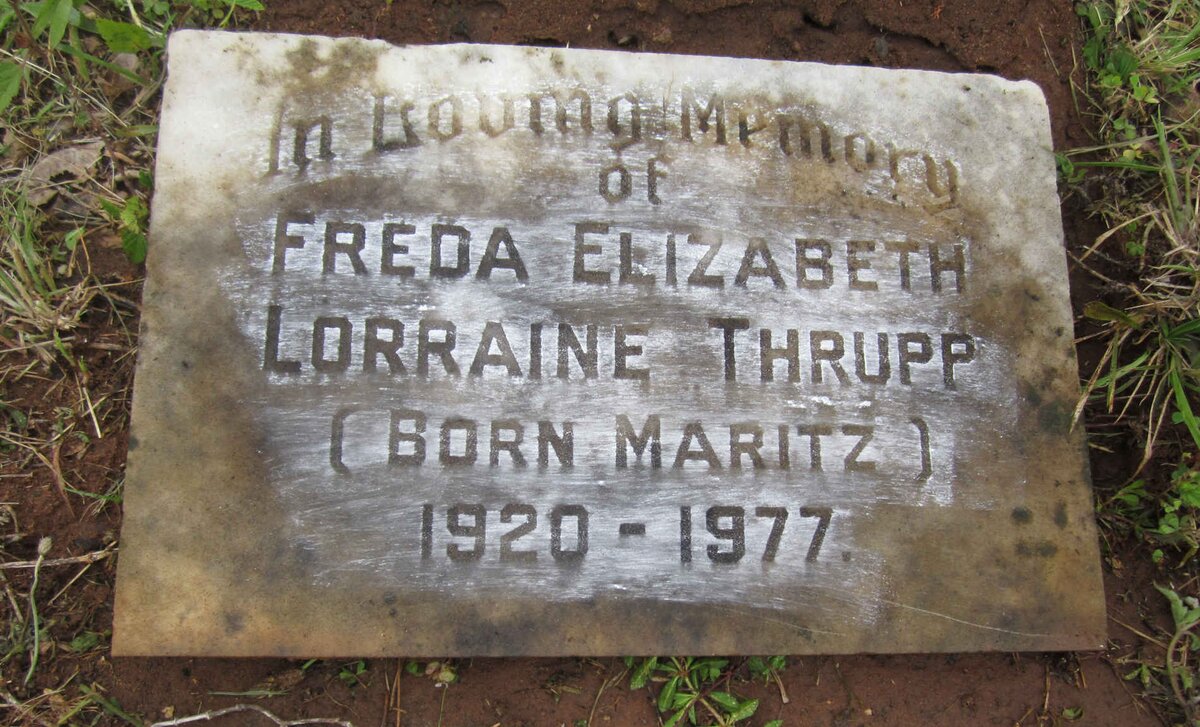 In Loving Memory
of
FREDA ELIZABETH
LORRAINE THRUPP
( BORN MARITZ )
1920 - 1977.